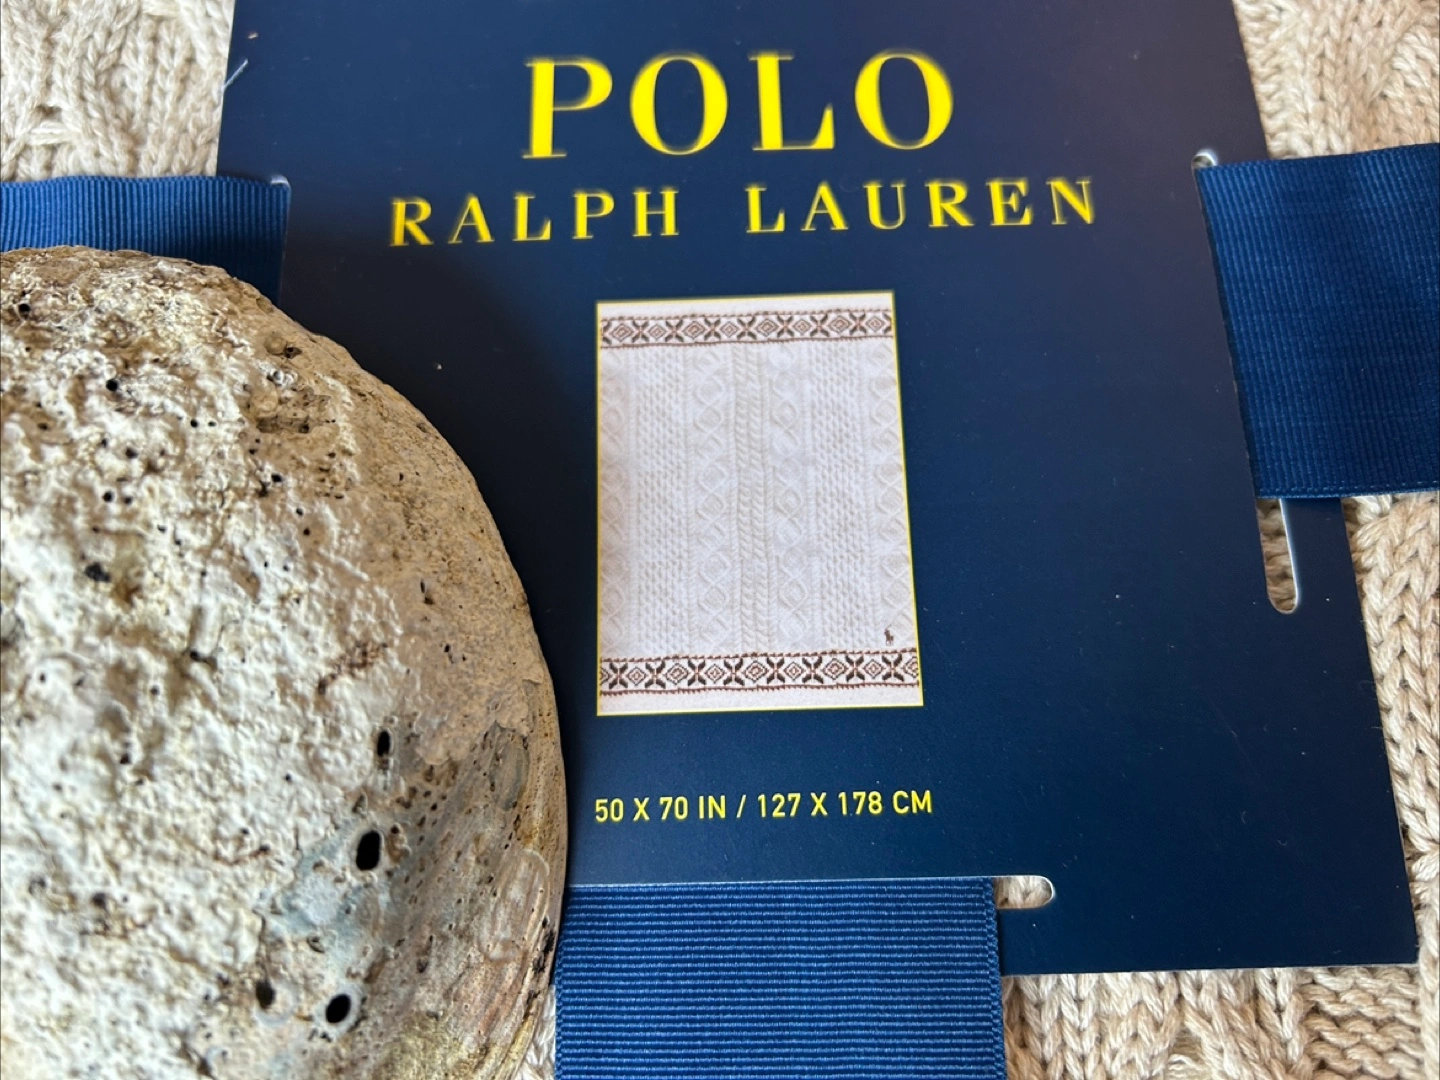 POLO
RALPH LAUREN
50 X 70 IN / 127 X 178 CM